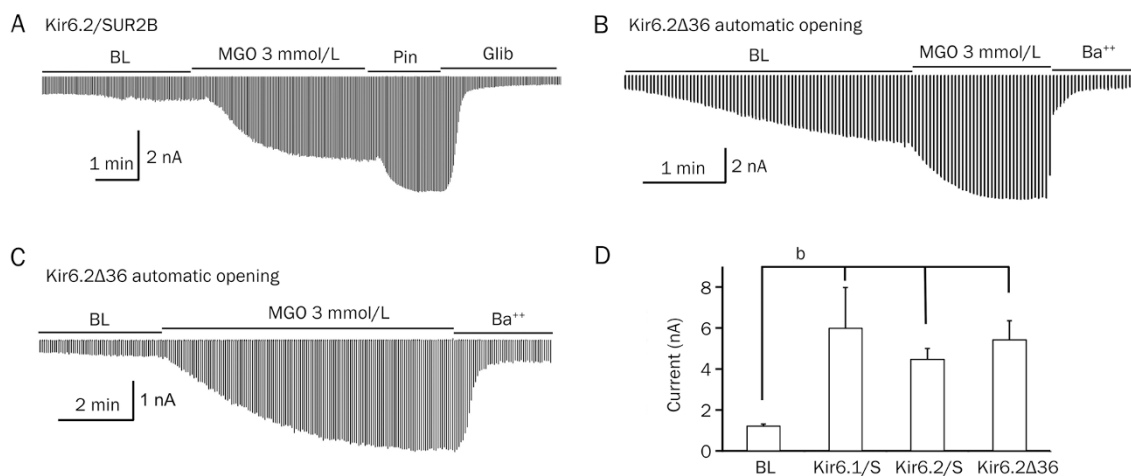 A
Kir6.2/SUR2B
BL
MGO 3 mmol/L
Pin
Glib
1 min
2 nA
B
Kir6.2Δ36 automatic opening
BL
MGO 3 mmol/L
Ba++
1 min
2 nA
C
Kir6.2Δ36 automatic opening
BL
MGO 3 mmol/L
Ba++
2 min
1 nA
D
b
Current (nA)
8
6
4
2
0
BL
Kir6.1/S
Kir6.2/S
Kir6.2Δ36